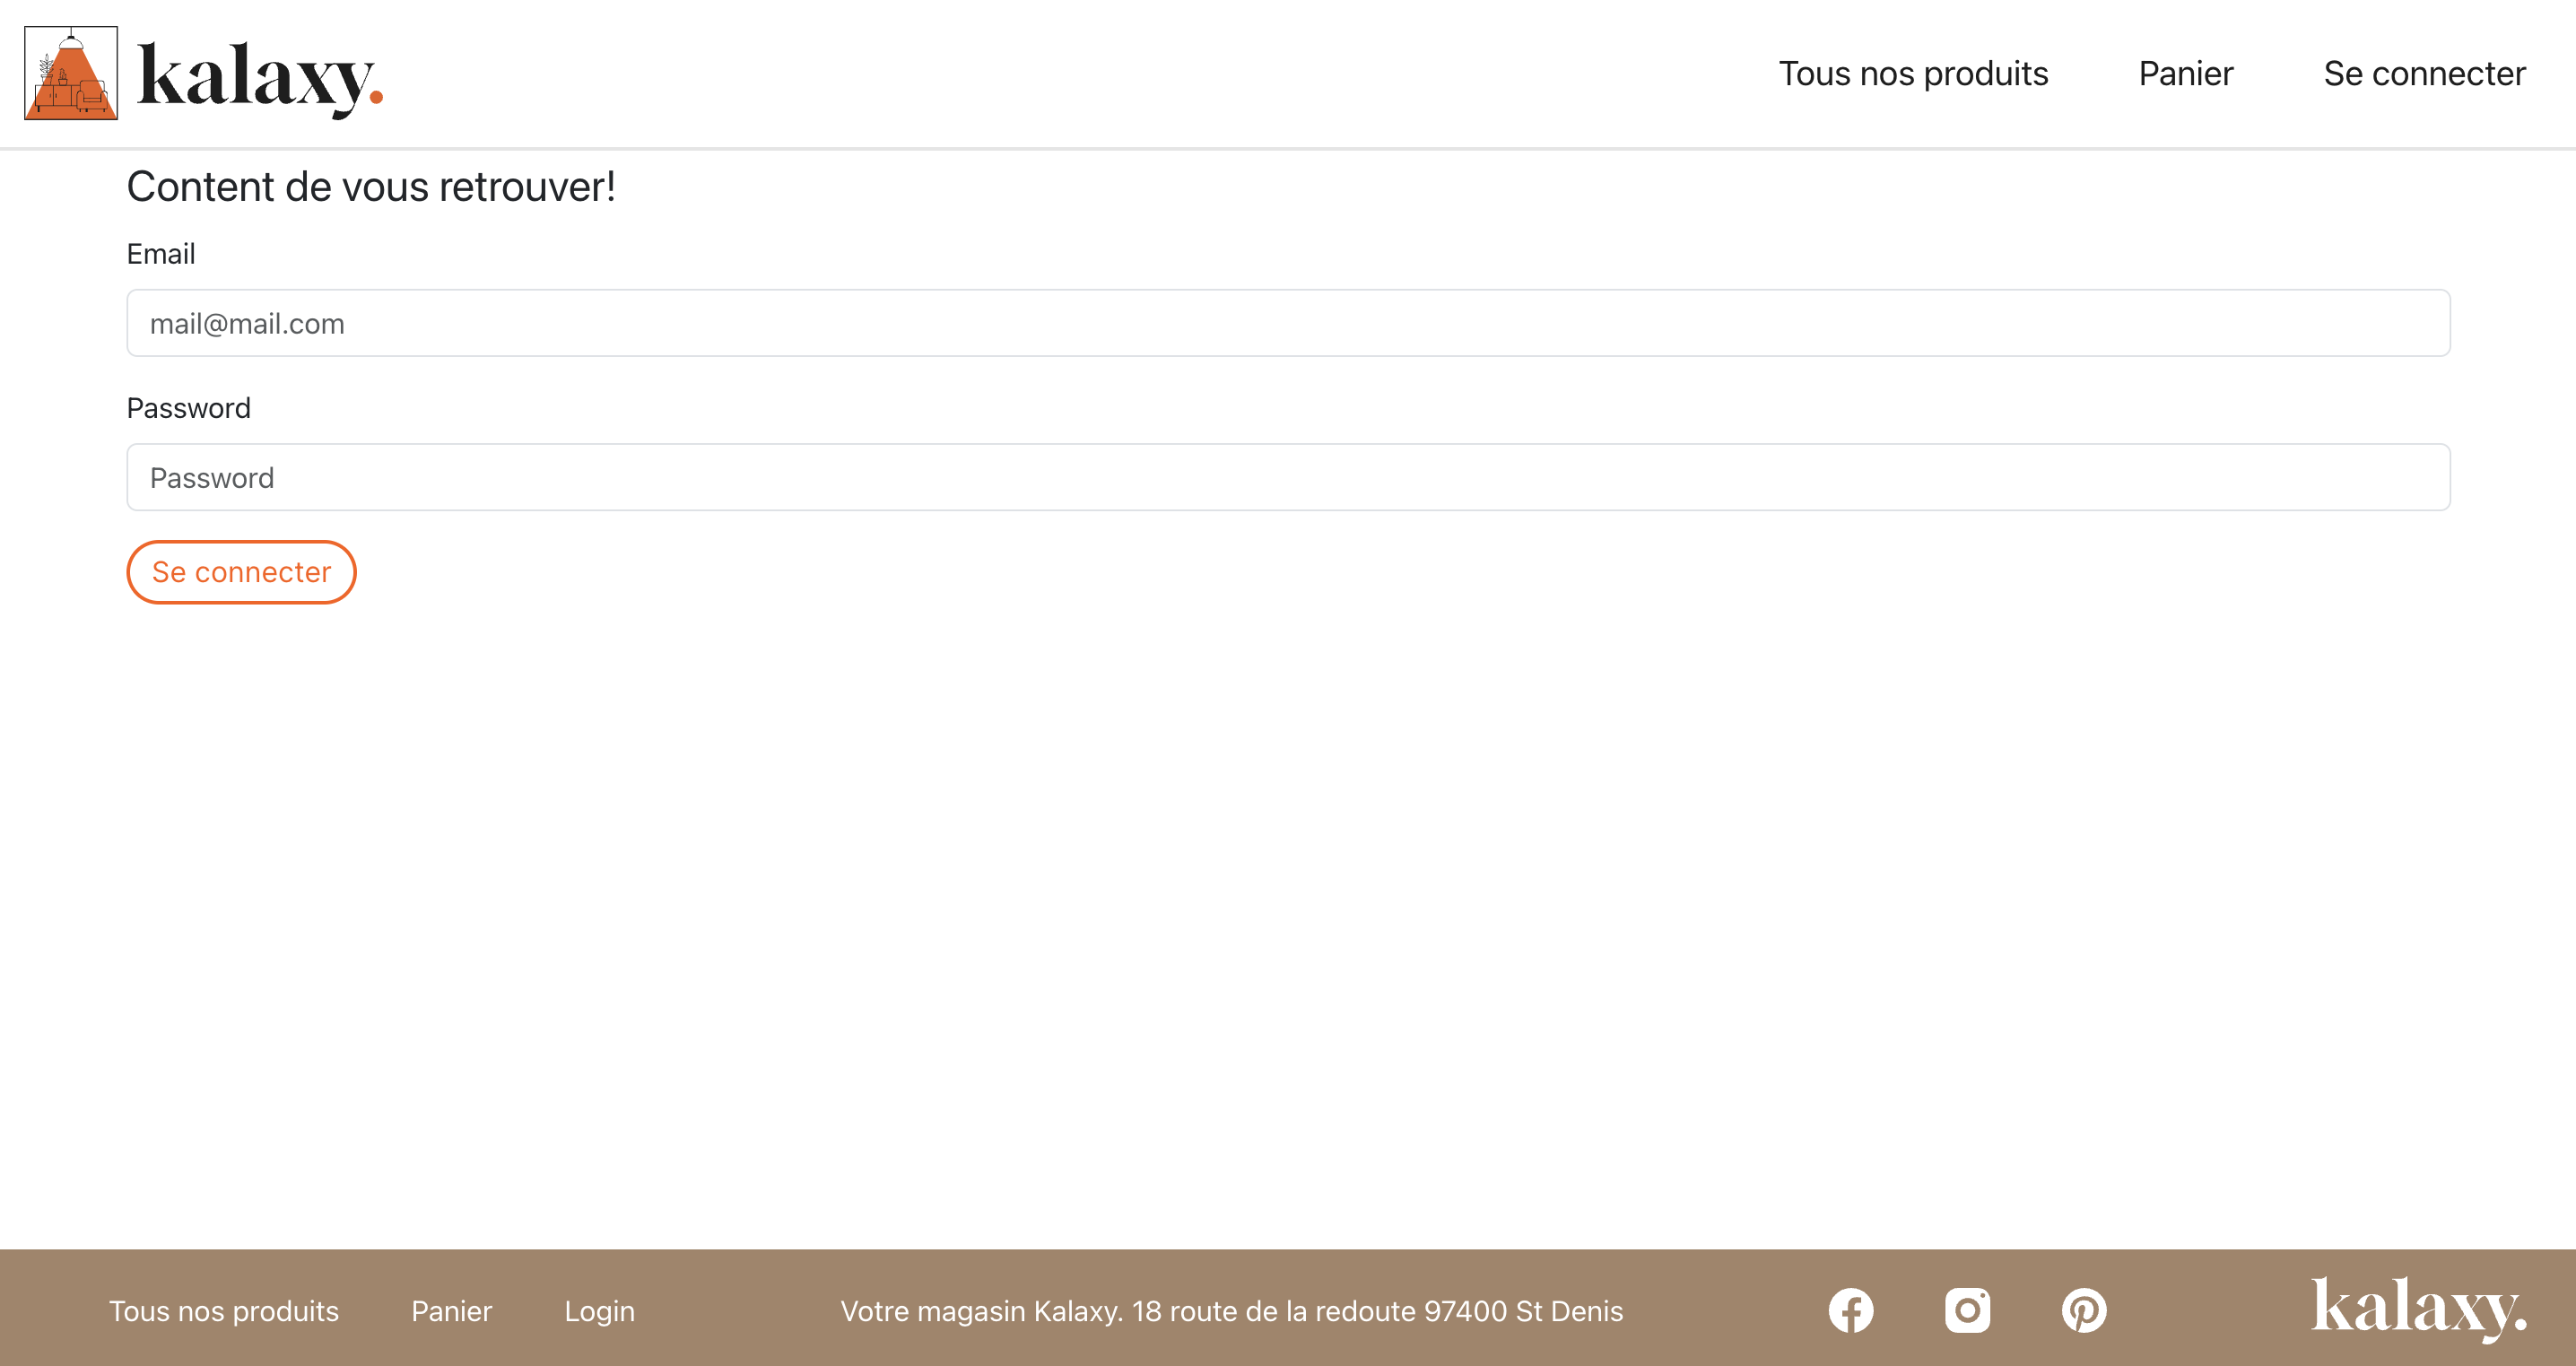 kalaxy.
Tous nos produits
Panier
Se connecter
Content de vous retrouver!
Email
mail@mail.com
Password
Password
Se connecter
Tous nos produits
Panier
Login
Votre magasin Kalaxy. 18 route de la redoute 97400 St Denis
kalaxy.